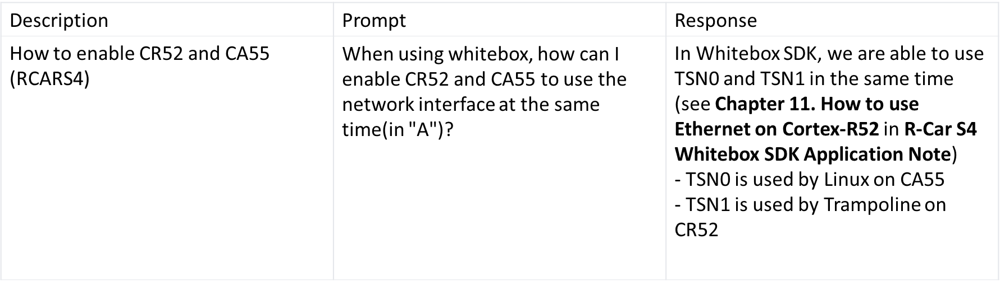 Description
Prompt
Response
How to enable CR52 and CA55
(RCARS4)
When using whitebox, how can I
enable CR52 and CA55 to use the
network interface at the same
time(in "A")?
In Whitebox SDK, we are able to use
TSN0 and TSN1 in the same time
(see Chapter 11. How to use
Ethernet on Cortex-R52 in R-Car S4
Whitebox SDK Application Note)
- TSN0 is used by Linux on CA55
- TSN1 is used by Trampoline on
CR52